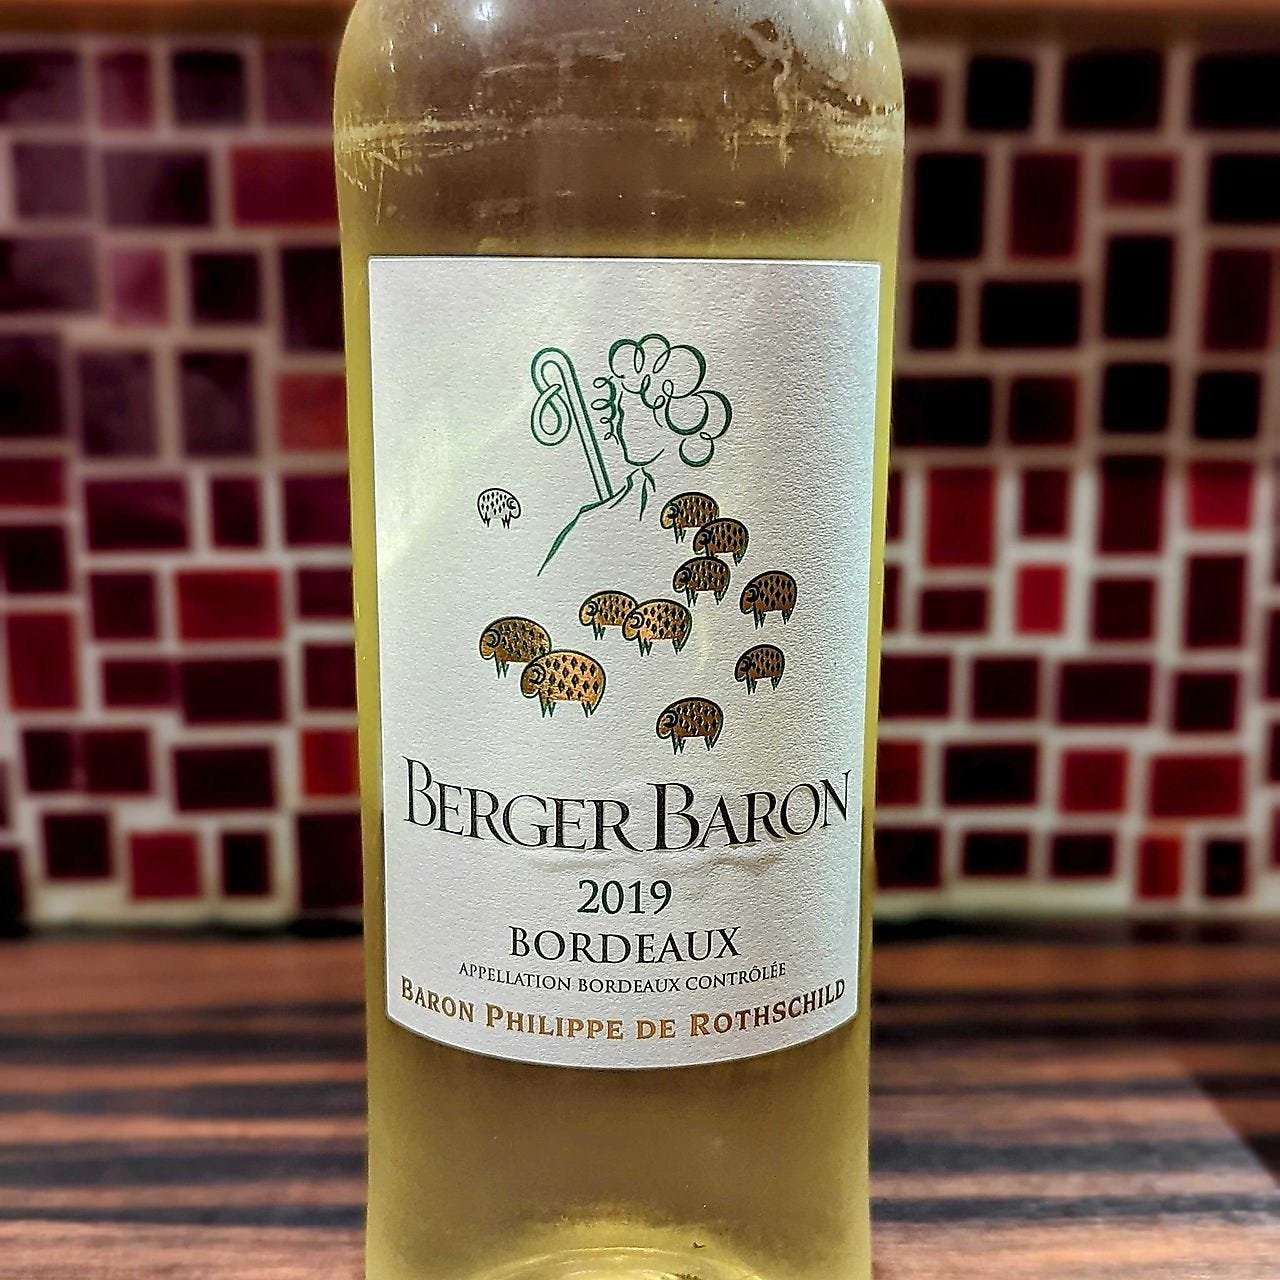 BERGER BARON
2019
BORDEAUX
APPELLATION BORDEAUX CONTRÔLÉE
BARON PHILIPPE DE ROTHSCHILD